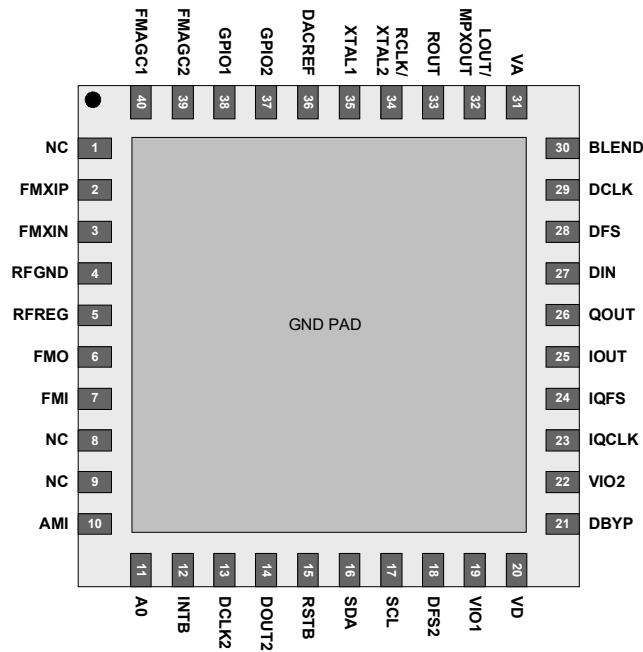 FMAGC1
FMAGC2
GPIO1
GPIO2
DACREF
XTAL1
RCLK/
XTAL2
ROUT
LOUT/
MPXOUT
VA
40
39
38
37
36
35
34
33
32
31
NC 1
FMXIP 2
FMXIN 3
RFGND 4
RFREG 5
FMO 6
FMI 7
NC 8
NC 9
AMI 10
GND PAD
30 BLEND
29 DCLK
28 DFS
27 DIN
26 QOUT
25 IOUT
24 IQFS
23 IQCLK
22 VIO2
21 DBYP
11
12
13
14
15
16
17
18
19
20
A0
INTB
DCLK2
DOUT2
RSTB
SDA
SCL
DFS2
VIO1
VD